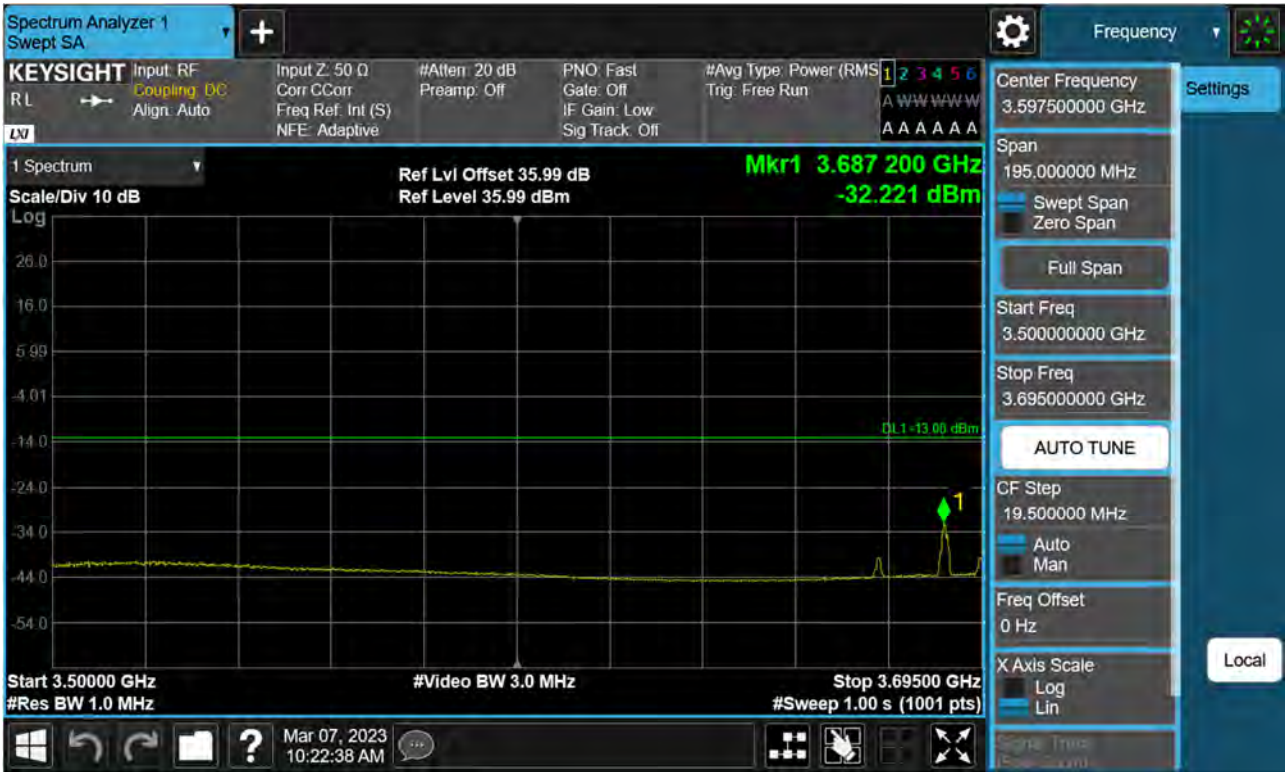 Spectrum Analyzer 1
Swept SA
+
Frequency
KEYSIGHT
RL
LXI
Input: RF
Coupling: DC
Align: Auto
Input Z: 50 Ω
Corr CCorr
Freq Ref: Int (S)
NFE: Adaptive
#Atten: 20 dB
Preamp: Off
PNO: Fast
Gate: Off
IF Gain: Low
Sig Track: Off
#Avg Type: Power (RMS
Trig: Free Run
1 2 3 4 5 6
A W W W W W
A A A A A A
1 Spectrum
Scale/Div 10 dB
Log
Ref Lvl Offset 35.99 dB
Ref Level 35.99 dBm
Mkr1 3.687 200 GHz
-32.221 dBm
26.0
16.0
5.99
-4.01
-14.0
-24.0
-34.0
-44.0
-54.0
DL1 -13.00 dBm
1
Start 3.50000 GHz
#Res BW 1.0 MHz
#Video BW 3.0 MHz
Stop 3.69500 GHz
#Sweep 1.00 s (1001 pts)
Center Frequency
3.597500000 GHz
Span
195.000000 MHz
Swept Span
Zero Span
Full Span
Start Freq
3.500000000 GHz
Stop Freq
3.695000000 GHz
AUTO TUNE
CF Step
19.500000 MHz
Auto
Man
Freq Offset
0 Hz
X Axis Scale
Log
Lin
Settings
Local
?
Mar 07, 2023
10:22:38 AM